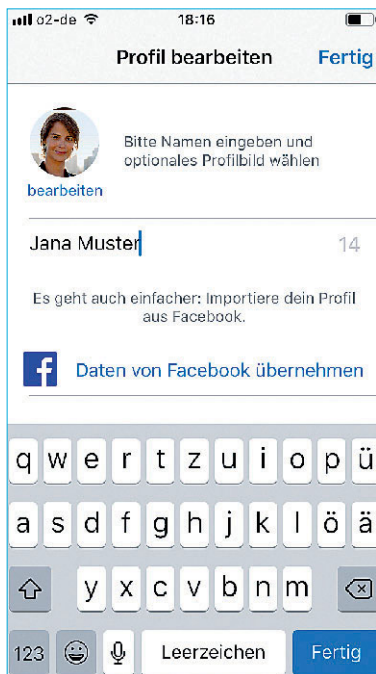 o2-de 18:16
Profil bearbeiten Fertig
Bitte Namen eingeben und
optionales Profilbild wählen
bearbeiten
Jana Muster 14
Es geht auch einfacher: Importiere dein Profil
aus Facebook.
f Daten von Facebook übernehmen
q w e r t z u i o p ü
a s d f g h j k l ö ä
y x c v b n m
123 Leerzeichen Fertig